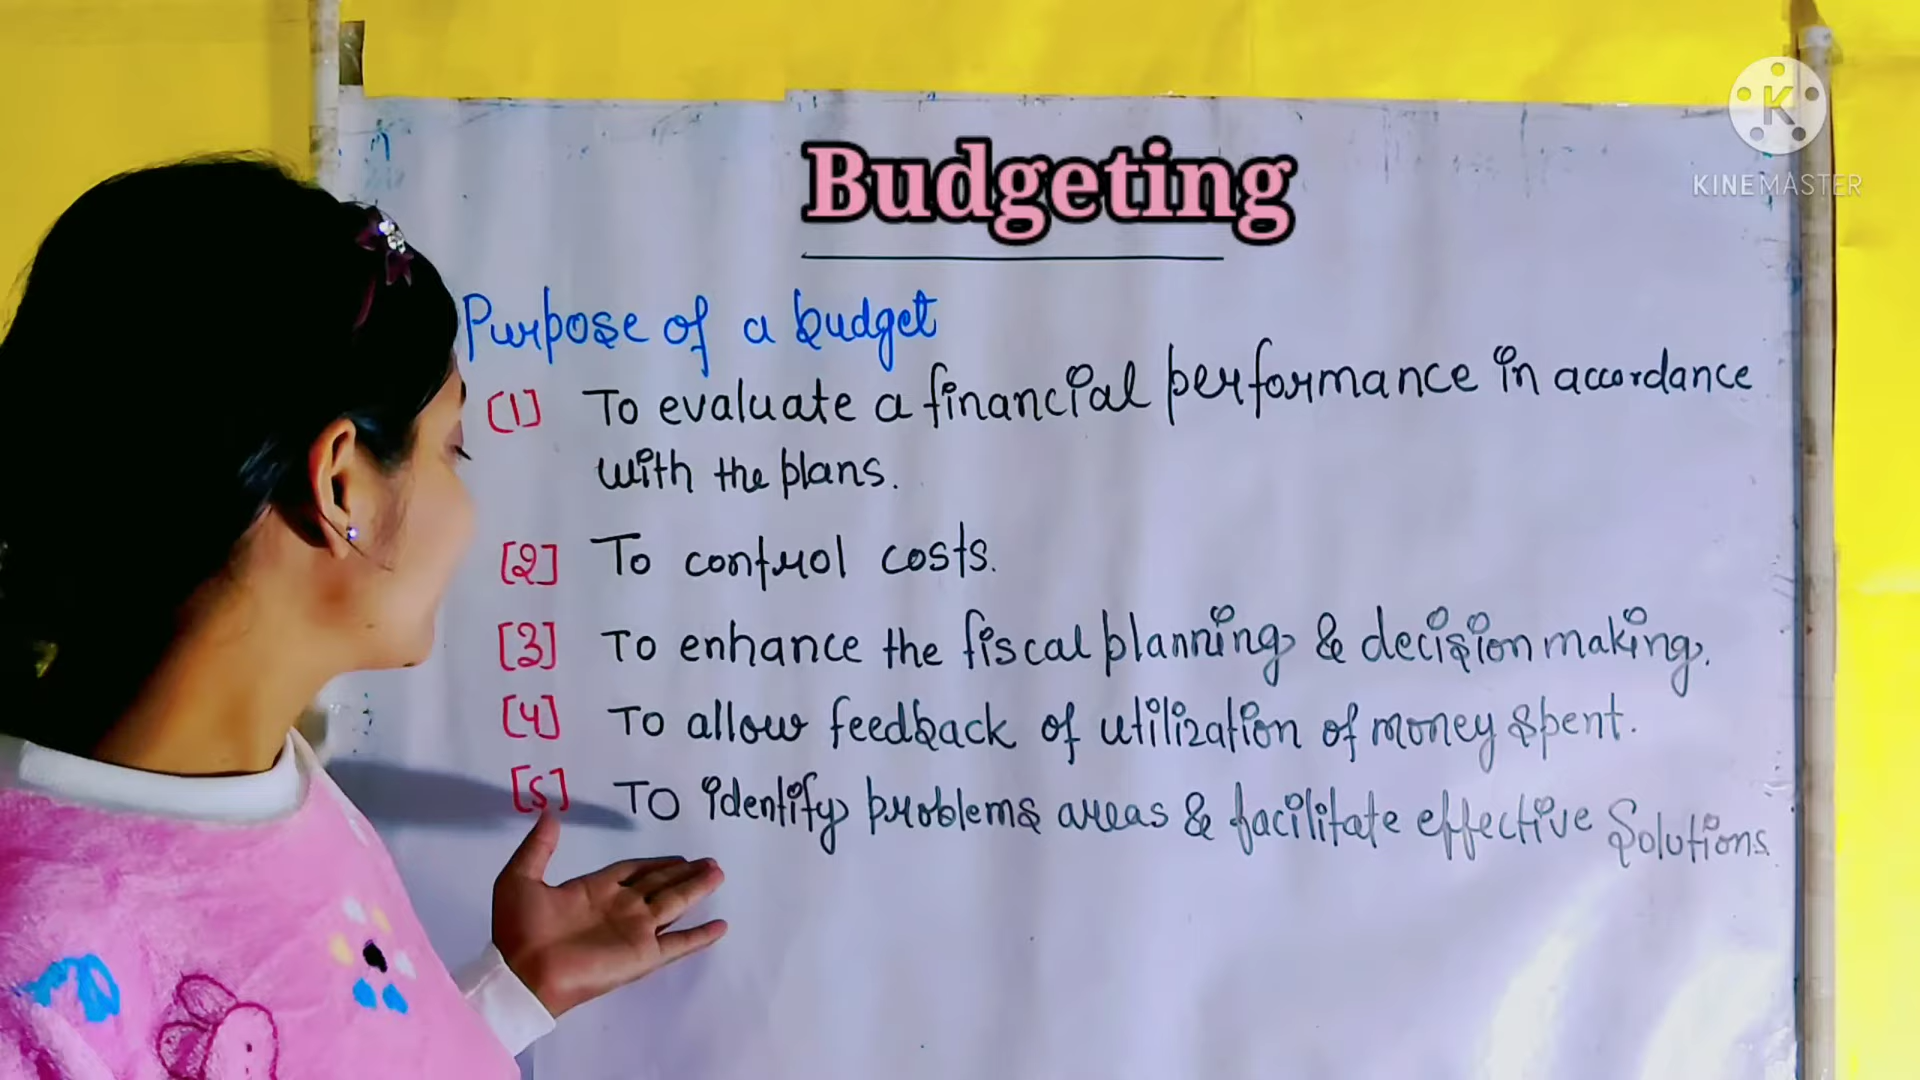 Budgeting
KINEMASTER
Purpose of a budget
[1] To evaluate a financial performance in accordance
with the plans.
[2] To control costs.
[3] To enhance the fiscal planning & decision making.
[4] To allow feedback of utilization of money spent.
[5] To identify problems areas & facilitate effective Solutions.